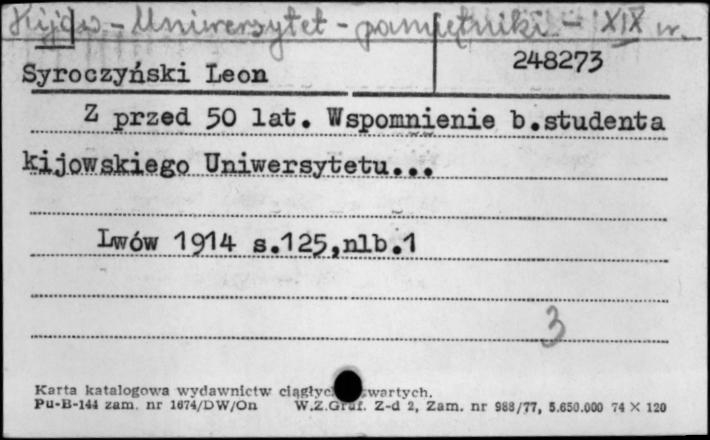 Kijów - Uniwersytet - pamiętniki - XIX w.
248273
Syroczyński Leon
Z przed 50 lat. Wspomnienie b.studenta
kijowskiego Uniwersytetu...
Lwów 1914 s.125,nlb.1
3
Karta katalogowa wydawnictw wartych.
Pu-B-144 zam. nr 1674/DW/On W.Z.Graf. Z-d 2, Zam. nr 988/77, 5.650.000 74 × 120